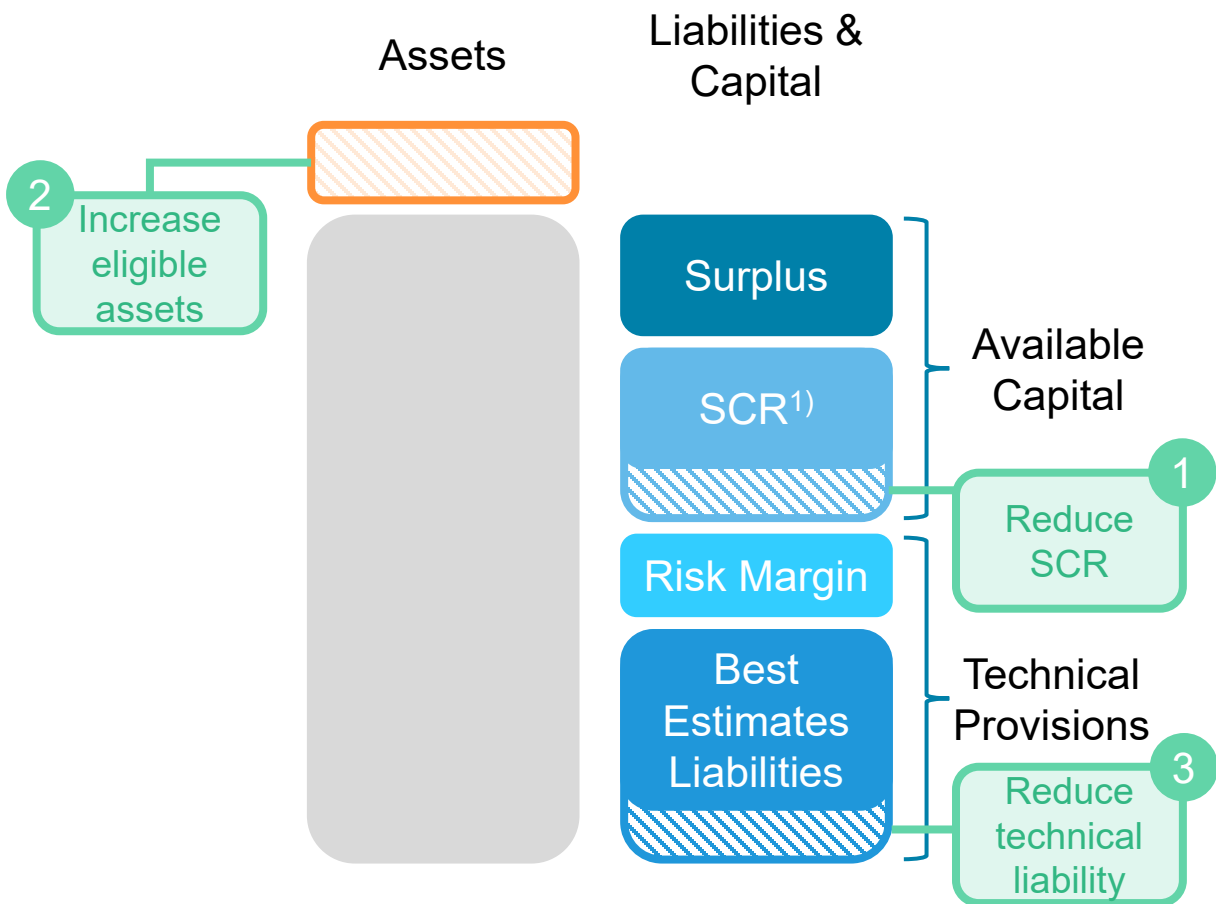 Assets
Liabilities &
Capital
2
Increase
eligible
assets
Surplus
SCR1)
Available
Capital
1
Reduce
SCR
Risk Margin
Best
Estimates
Liabilities
Technical
Provisions
3
Reduce
technical
liability